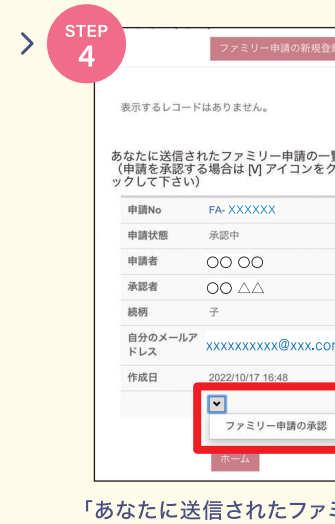 STEP
4
ファミリー申請の新規登録
表示するレコードはありません。
あなたに送信されたファミリー申請の一覧
（申請を承認する場合は [V] アイコンをク
ックして下さい）
申請No FA- XXXXXX
申請状態 承認中
申請者 ○○ ○○
承認者 ○○ △△
続柄 子
自分のメールア
ドレス xxxxxxxxxx@xxx.com
作成日 2022/10/17 16:48
ファミリー申請の承認
ホーム
「あなたに送信されたファミ